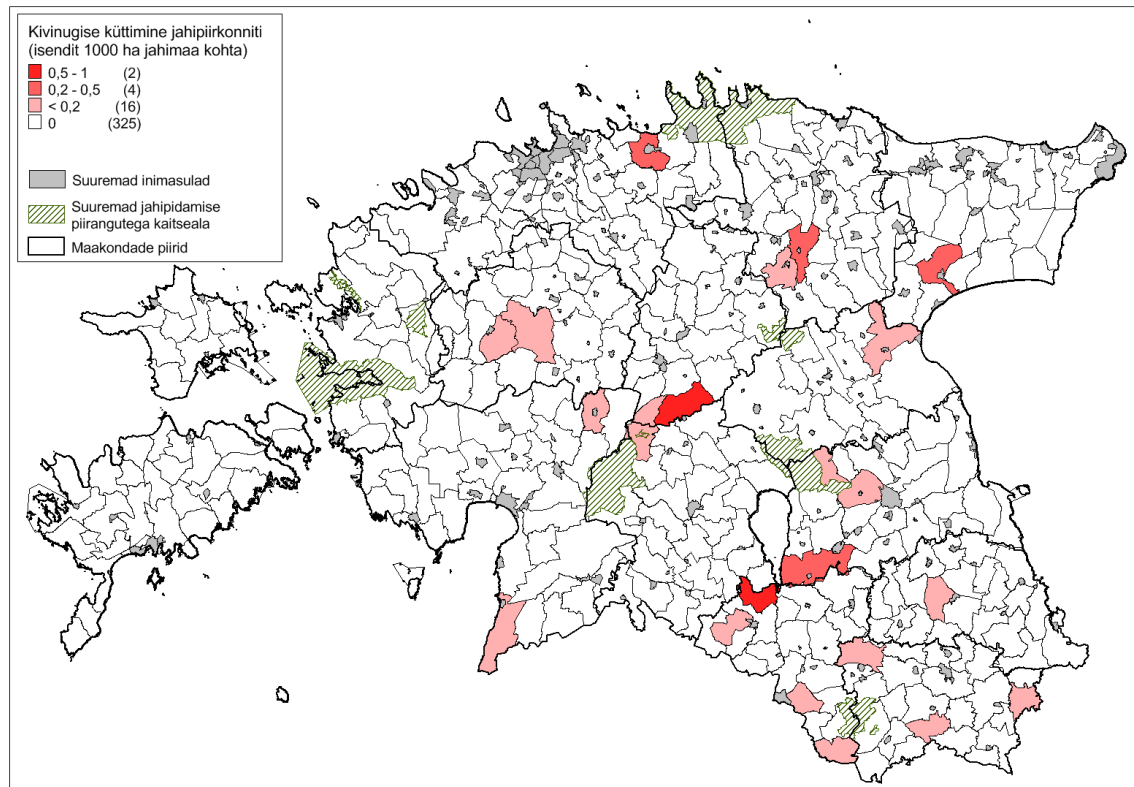 Kivinugise küttimine jahipiirkonniti
(isendit 1000 ha jahimaa kohta)
0,5 - 1 (2)
0,2 - 0,5 (4)
< 0,2 (16)
0 (325)
Suuremad inimasulad
Suuremad jahipidamise
piirangutega kaitseala
Maakondade piirid